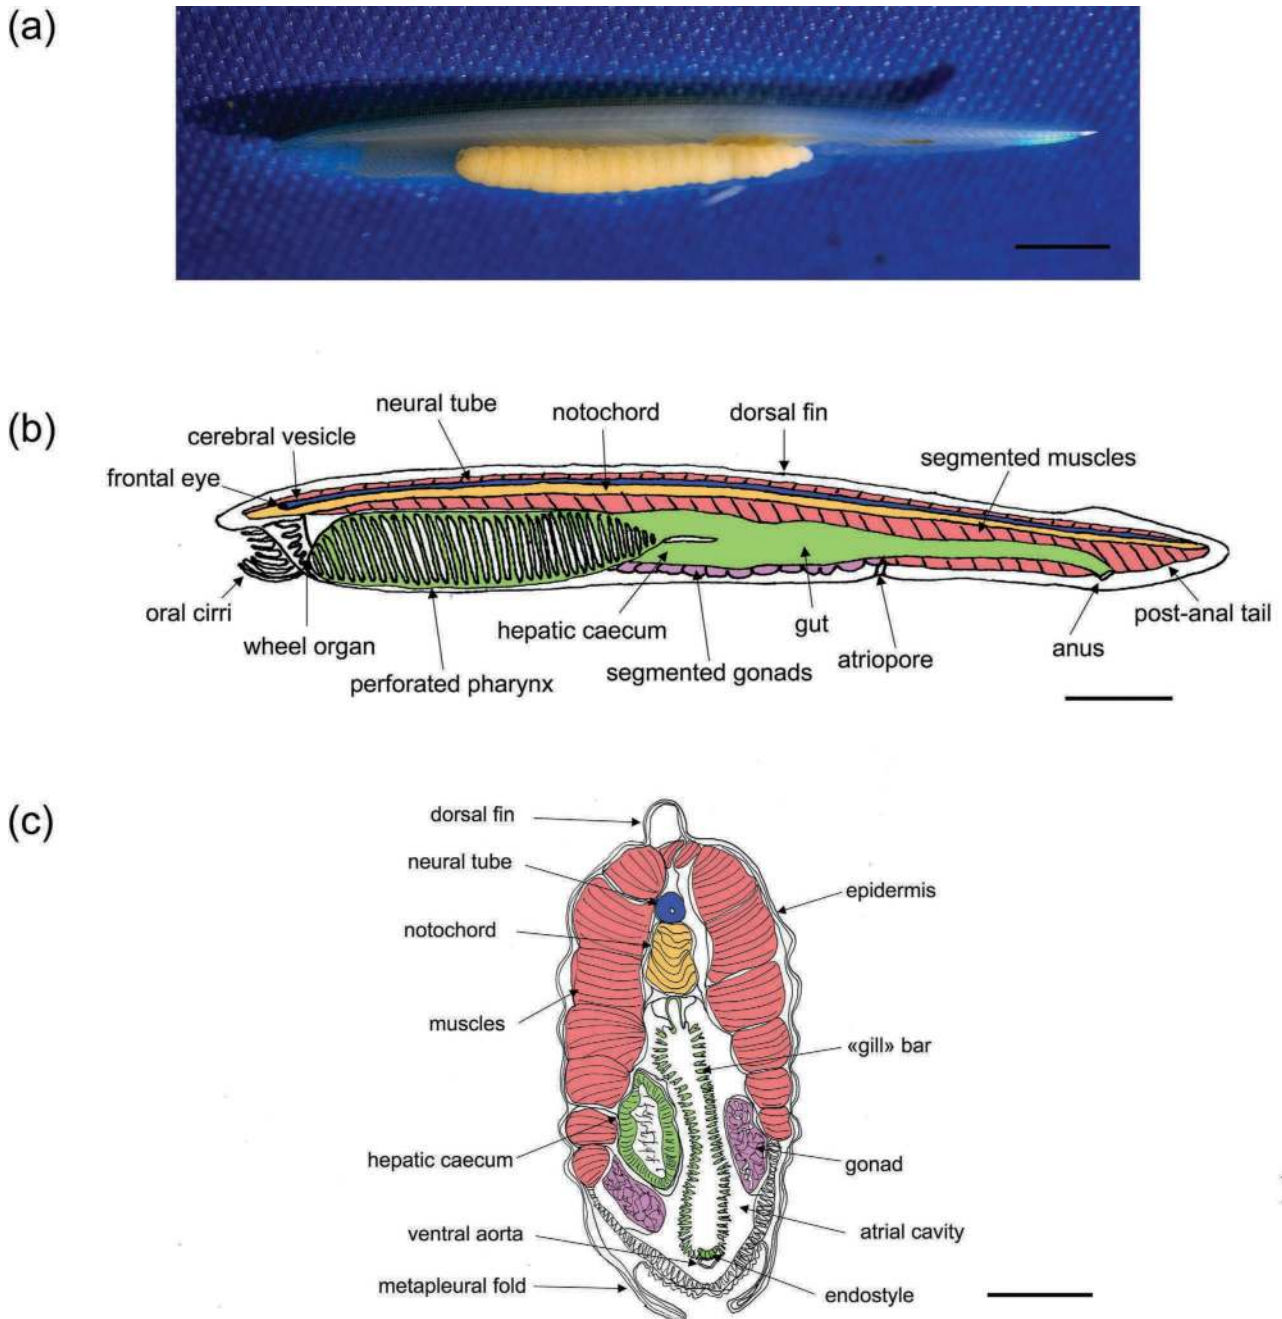 (a)
(b)
neural tube
notochord
dorsal fin
cerebral vesicle
segmented muscles
frontal eye
oral cirri
wheel organ
perforated pharynx
hepatic caecum
segmented gonads
gut
atriopore
anus
post-anal tail
(c)
dorsal fin
neural tube
epidermis
notochord
muscles
«gill» bar
hepatic caecum
gonad
ventral aorta
atrial cavity
metapleural fold
endostyle